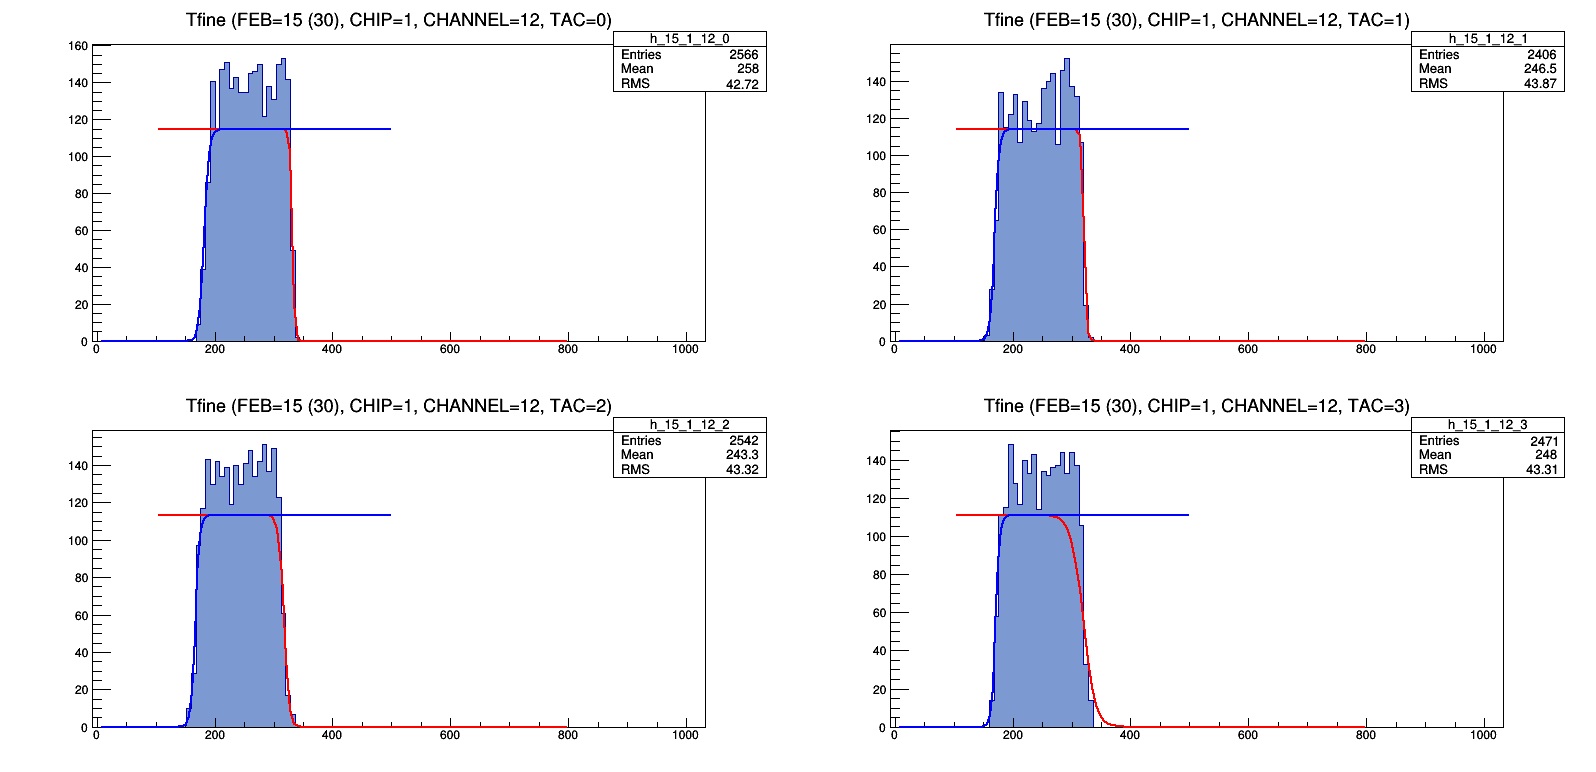 Tfine (FEB=15 (30), CHIP=1, CHANNEL=12, TAC=0)
h_15_1_12_0
Entries 2566
Mean 258
RMS 42.72
160
140
120
100
80
60
40
20
0
0 200 400 600 800 1000
Tfine (FEB=15 (30), CHIP=1, CHANNEL=12, TAC=1)
h_15_1_12_1
Entries 2406
Mean 246.5
RMS 43.87
140
120
100
80
60
40
20
0
0 200 400 600 800 1000
Tfine (FEB=15 (30), CHIP=1, CHANNEL=12, TAC=2)
h_15_1_12_2
Entries 2542
Mean 243.3
RMS 43.32
140
120
100
80
60
40
20
0
0 200 400 600 800 1000
Tfine (FEB=15 (30), CHIP=1, CHANNEL=12, TAC=3)
h_15_1_12_3
Entries 2471
Mean 248
RMS 43.31
140
120
100
80
60
40
20
0
0 200 400 600 800 1000